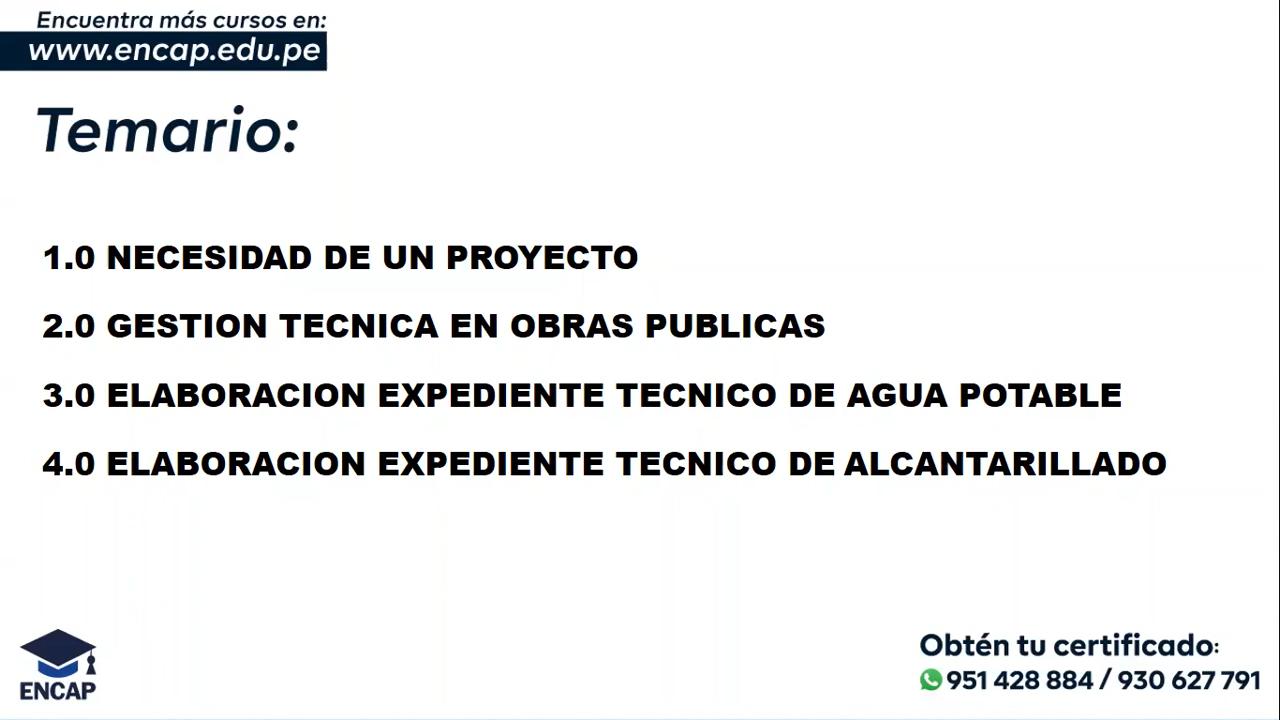 Encuentra más cursos en:
www.encap.edu.pe
Temario:
1.0 NECESIDAD DE UN PROYECTO
2.0 GESTION TECNICA EN OBRAS PUBLICAS
3.0 ELABORACION EXPEDIENTE TECNICO DE AGUA POTABLE
4.0 ELABORACION EXPEDIENTE TECNICO DE ALCANTARILLADO
ENCAP
Obtén tu certificado:
951 428 884 / 930 627 791